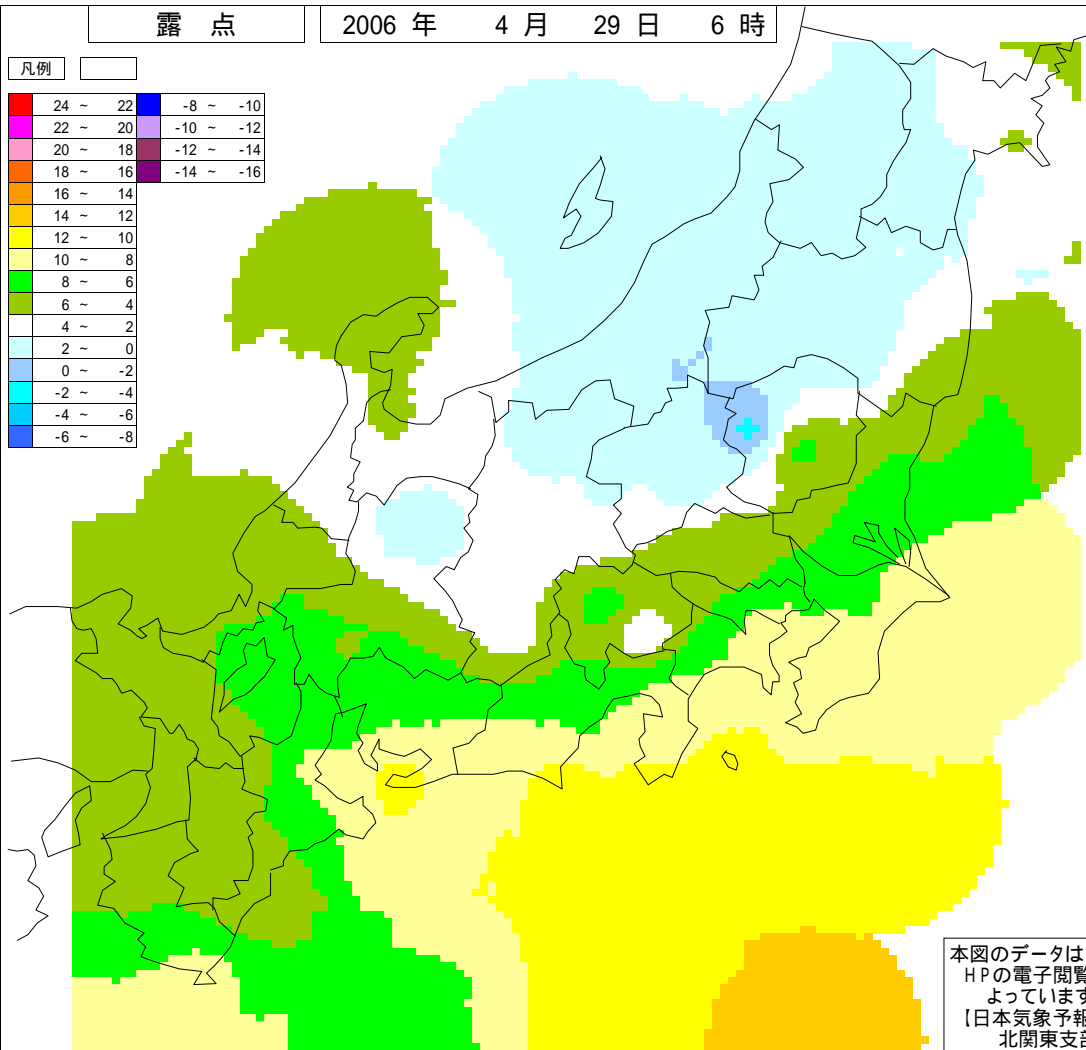 露 点
2006 年 4 月 29 日 6 時
凡例
24 ~ 22
22 ~ 20
20 ~ 18
18 ~ 16
16 ~ 14
14 ~ 12
12 ~ 10
10 ~ 8
8 ~ 6
6 ~ 4
4 ~ 2
2 ~ 0
0 ~ -2
-2 ~ -4
-4 ~ -6
-6 ~ -8
-8 ~ -10
-10 ~ -12
-12 ~ -14
-14 ~ -16
本図のデータは
HPの電子閲覧
よっています
【日本気象予報
北関東支部